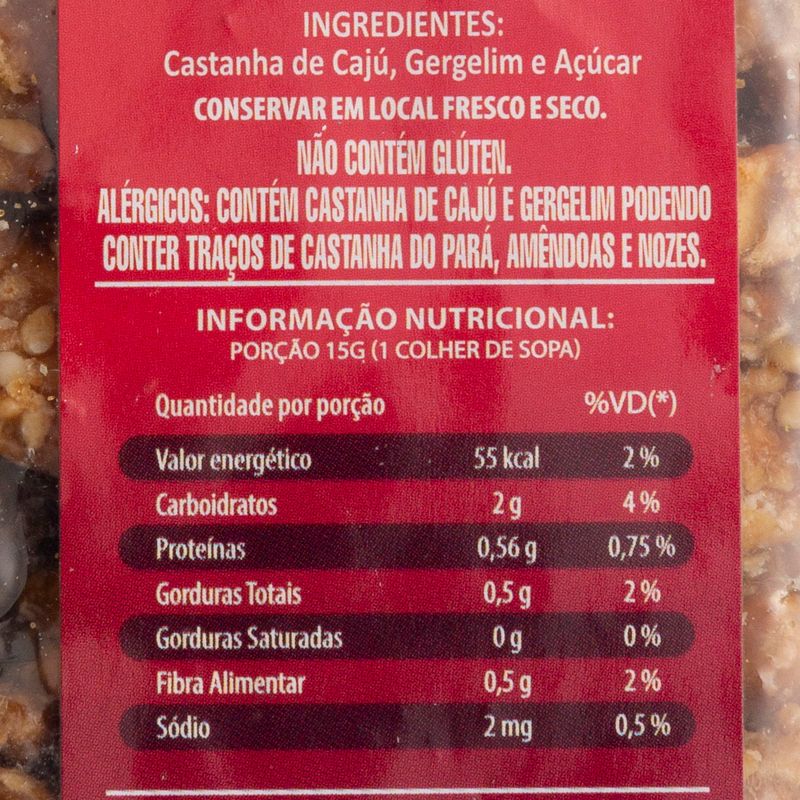 INGREDIENTES:
Castanha de Cajú, Gergelim e Açúcar
CONSERVAR EM LOCAL FRESCO E SECO.
NÃO CONTÉM GLÚTEN.
ALÉRGICOS: CONTÉM CASTANHA DE CAJÚ E GERGELIM PODENDO
CONTER TRAÇOS DE CASTANHA DO PARÁ, AMÊNDOAS E NOZES.
INFORMAÇÃO NUTRICIONAL:
PORÇÃO 15G (1 COLHER DE SOPA)
Quantidade por porção %VD(*)
Valor energético 55 kcal 2 %
Carboidratos 2 g 4 %
Proteínas 0,56 g 0,75 %
Gorduras Totais 0,5 g 2 %
Gorduras Saturadas 0 g 0 %
Fibra Alimentar 0,5 g 2 %
Sódio 2 mg 0,5 %